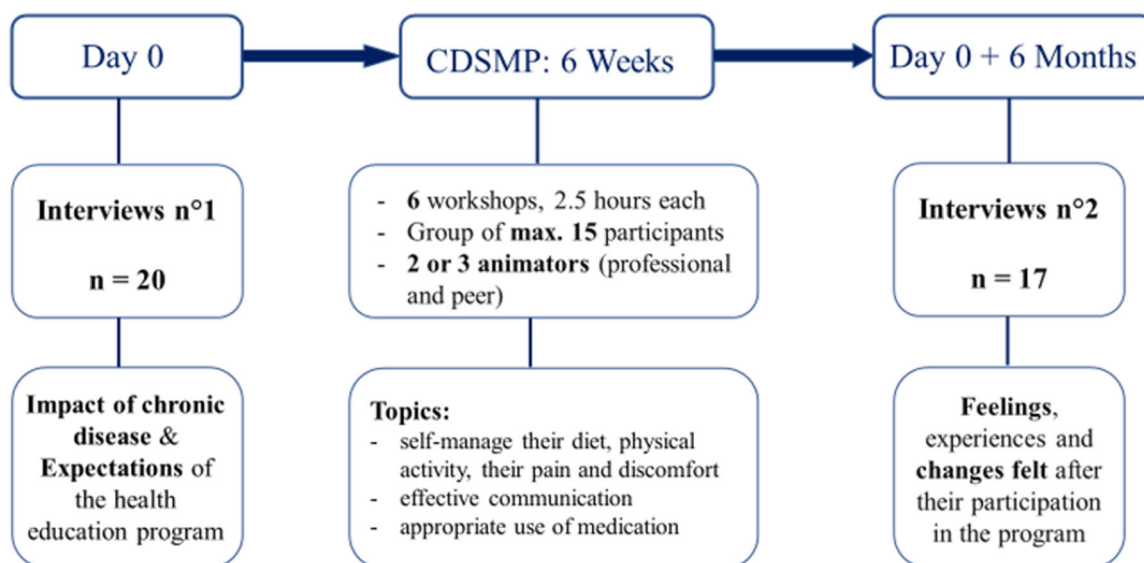 Day 0
CDSMP: 6 Weeks
Day 0 + 6 Months
Interviews n°1
n = 20
- 6 workshops, 2.5 hours each
- Group of max. 15 participants
- 2 or 3 animators (professional
and peer)
Interviews n°2
n = 17
Impact of chronic
disease &
Expectations of
the health
education program
Topics:
- self-manage their diet, physical
activity, their pain and discomfort
- effective communication
- appropriate use of medication
Feelings,
experiences and
changes felt after
their participation
in the program